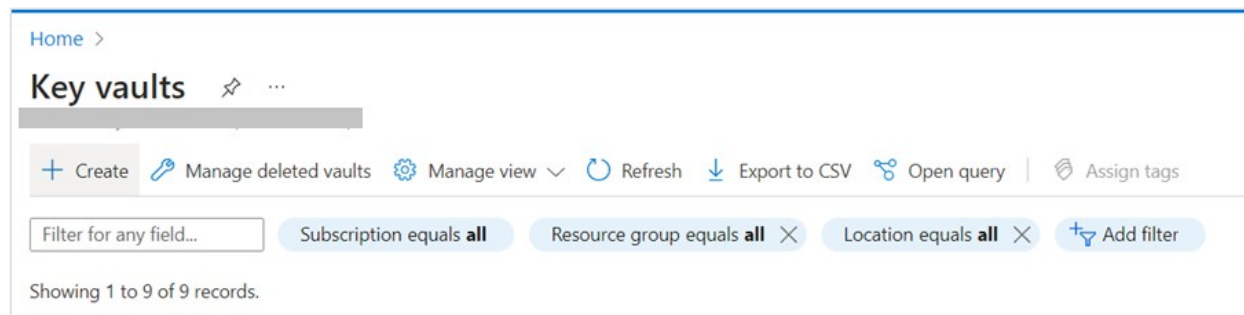 Home >
Key vaults ...
+ Create Manage deleted vaults Manage view Refresh Export to CSV Open query Assign tags
Filter for any field... Subscription equals all Resource group equals all Location equals all Add filter
Showing 1 to 9 of 9 records.